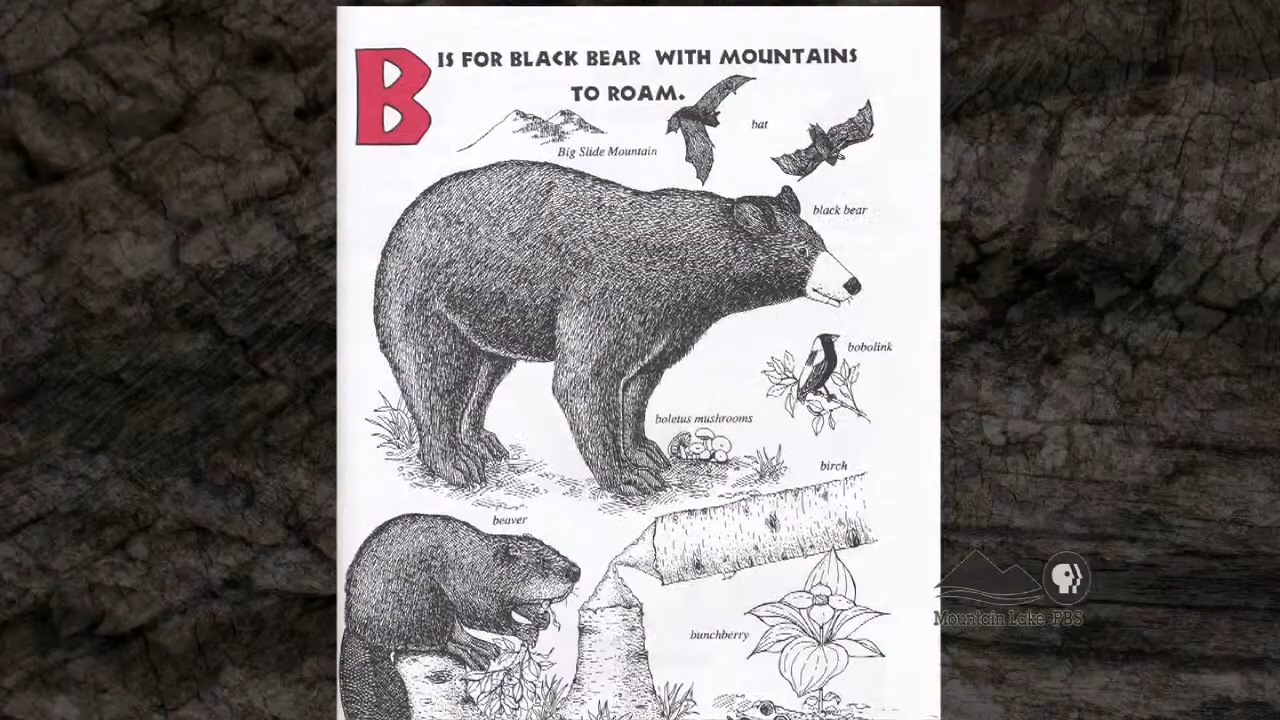 B IS FOR BLACK BEAR WITH MOUNTAINS
TO ROAM.
bat
Big Slide Mountain
black bear
bobolink
boletus mushrooms
birch
beaver
bunchberry
Mountain Lake PBS